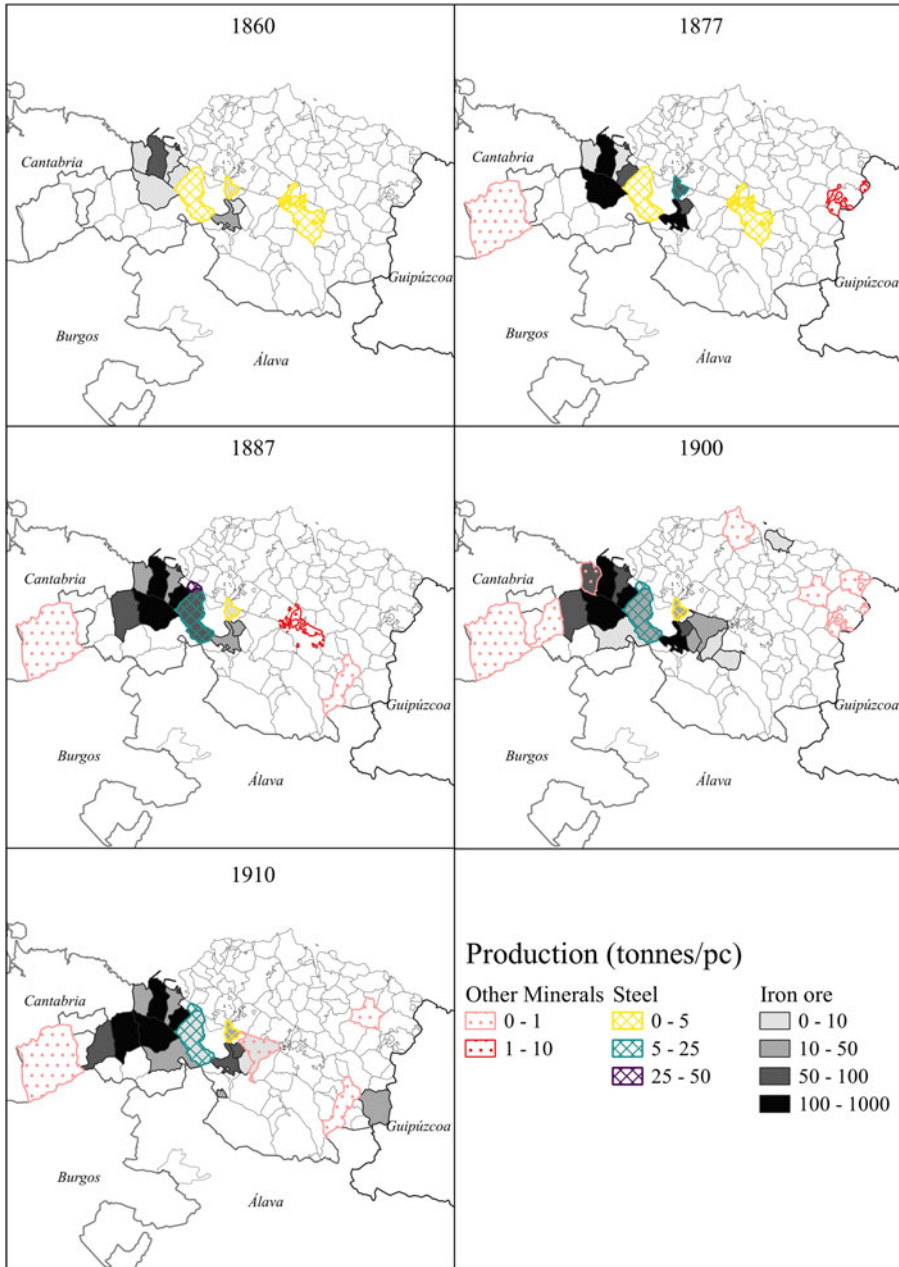 1860
Cantabria
Guipúzcoa
Burgos
Álava
1877
Cantabria
Guipúzcoa
Burgos
Álava
1887
Cantabria
Guipúzcoa
Burgos
Álava
1900
Cantabria
Guipúzcoa
Burgos
Álava
1910
Cantabria
Guipúzcoa
Burgos
Álava
Production (tonnes/pc)
Other Minerals
0 - 1
1 - 10
Steel
0 - 5
5 - 25
25 - 50
Iron ore
0 - 10
10 - 50
50 - 100
100 - 1000